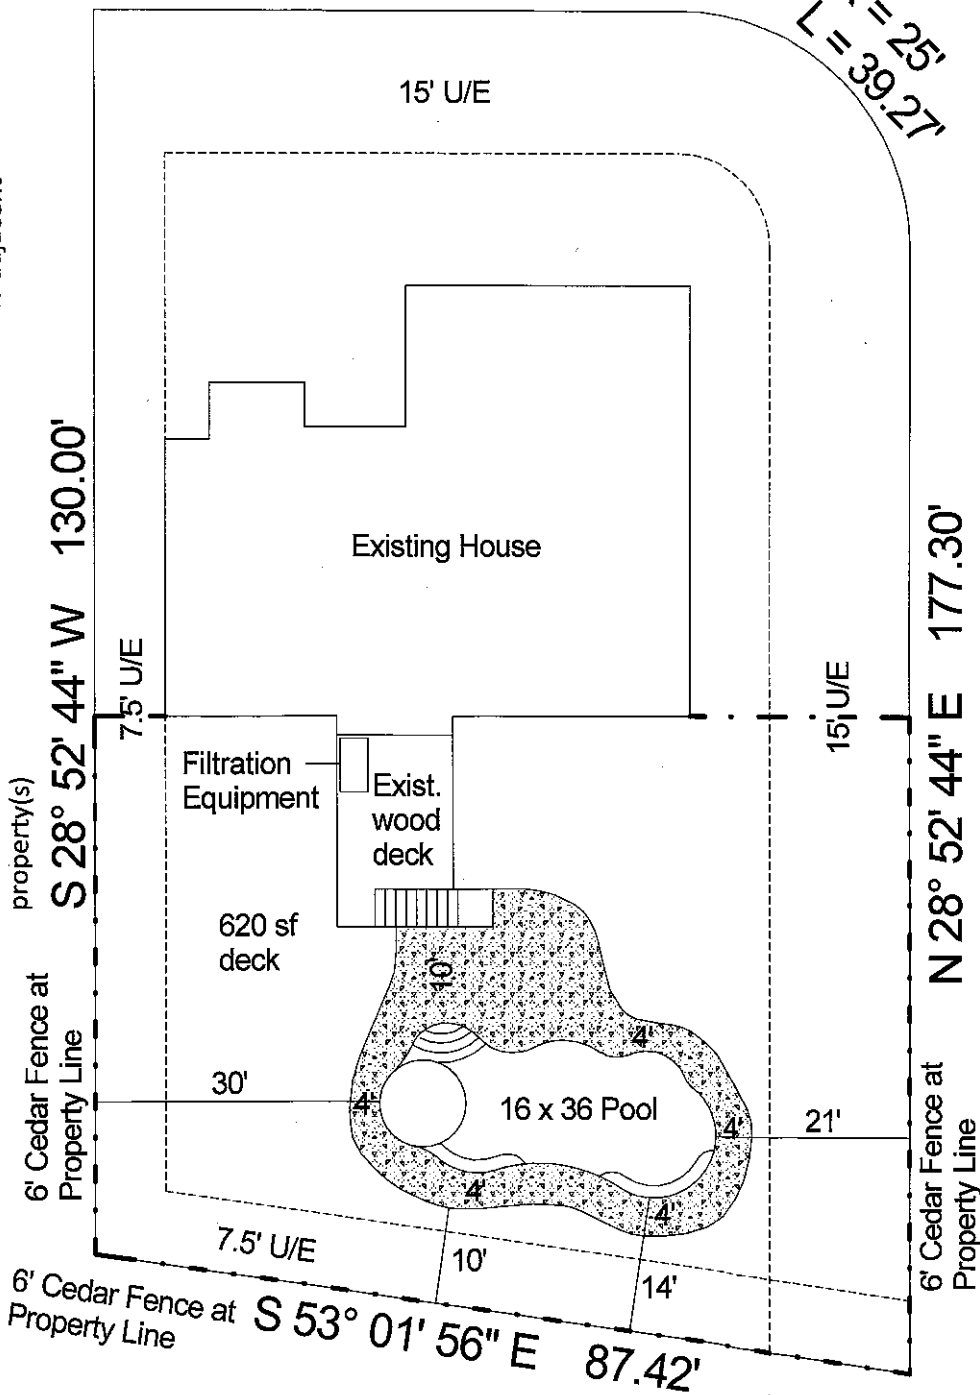 = 25'
L = 39.27'
15' U/E
S 28° 52' 44" W 130.00'
property(s)
Existing House
7.5' U/E
15' U/E
N 28° 52' 44" E 177.30'
Filtration
Equipment
Exist.
wood
deck
620 sf
deck
10'
4'
6' Cedar Fence at
Property Line
30'
4'
16 x 36 Pool
4'
21'
6' Cedar Fence at
Property Line
4'
4'
7.5' U/E
10'
14'
6' Cedar Fence at
Property Line
S 53° 01' 56" E 87.42'